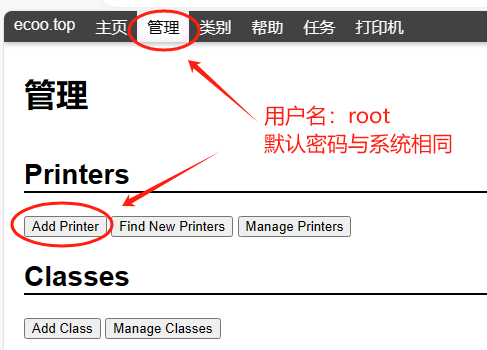 ecoo.top 主页 管理 类别 帮助 任务 打印机
管理
用户名：root
默认密码与系统相同
Printers
Add Printer Find New Printers Manage Printers
Classes
Add Class Manage Classes